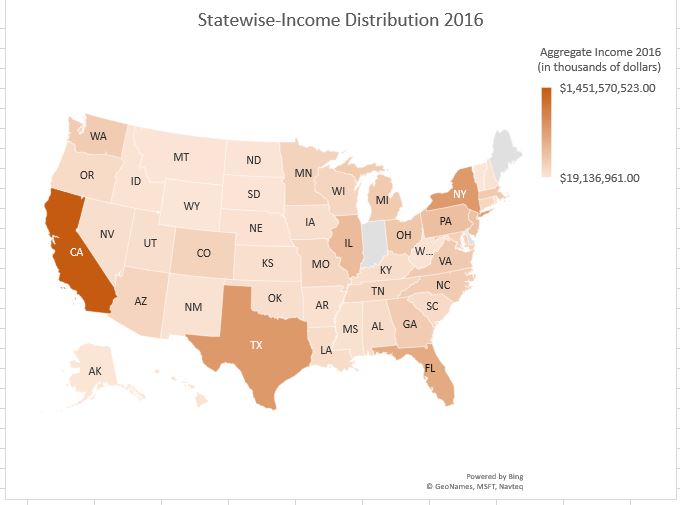 Statewise-Income Distribution 2016
Aggregate Income 2016
(in thousands of dollars)
$1,451,570,523.00
$19,136,961.00
WA
MT
ND
MN
OR
ID
SD
WI
MI
NY
WY
IA
PA
NE
NV
UT
CO
IL
OH
CA
KS
MO
W...
VA
KY
AZ
NM
OK
TN
NC
AR
SC
MS
AL
GA
TX
LA
FL
AK
Powered by Bing
© GeoNames, MSFT, Navteq